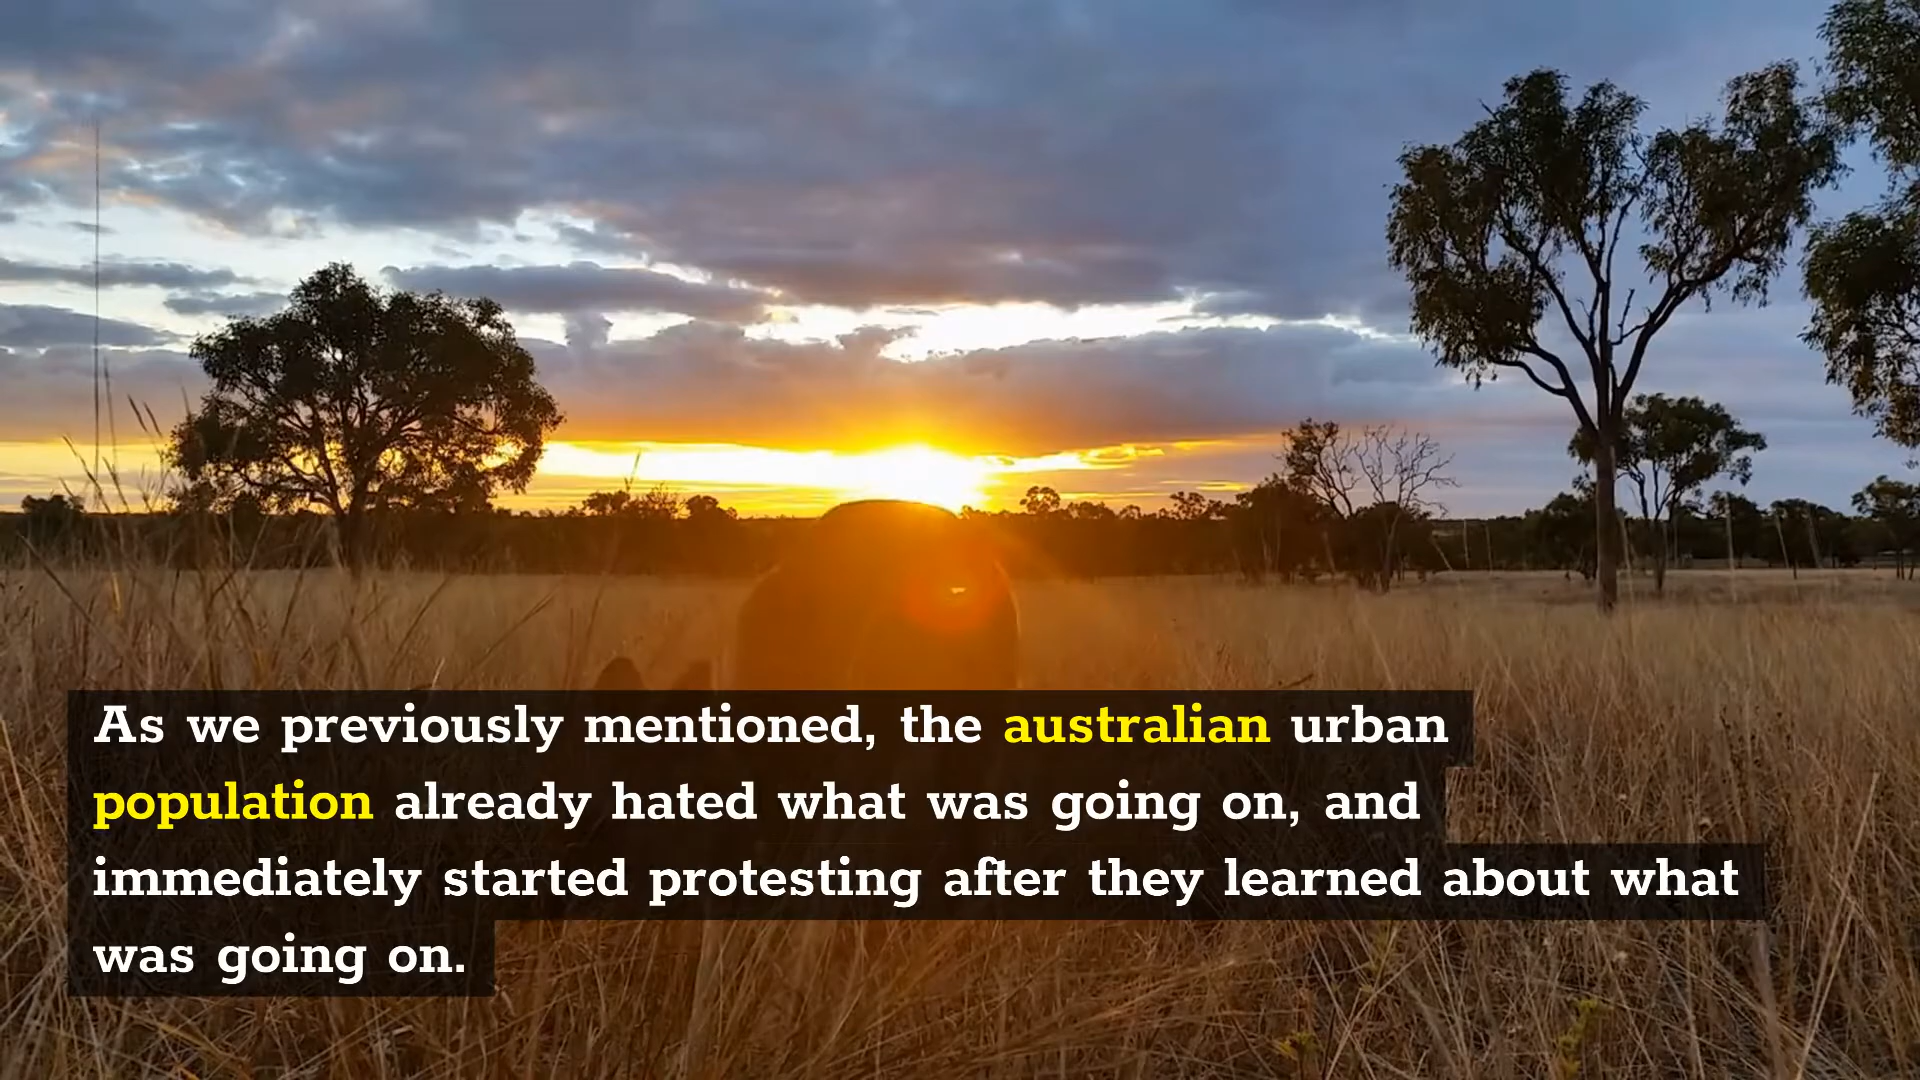 As we previously mentioned, the australian urban
population already hated what was going on, and
immediately started protesting after they learned about what
was going on.